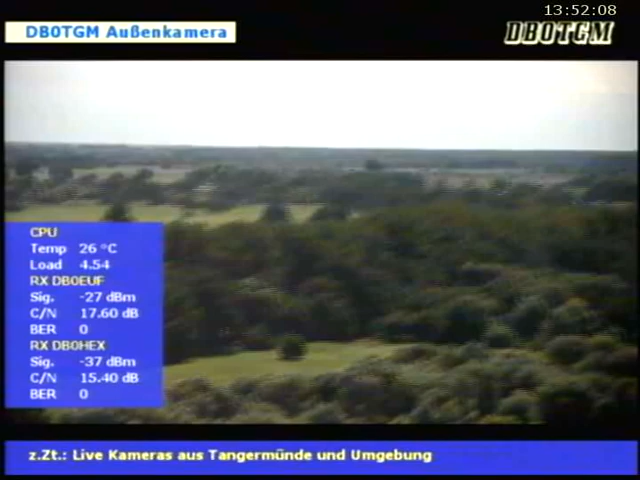 13:52:08
DB0TGM Außenkamera
DB0TGM
CPU
Temp 26 °C
Load 4.54
RX DB0EUF
Sig. -27 dBm
C/N 17.60 dB
BER 0
RX DB0HEX
Sig. -37 dBm
C/N 15.40 dB
BER 0
z.Zt.: Live Kameras aus Tangermünde und Umgebung